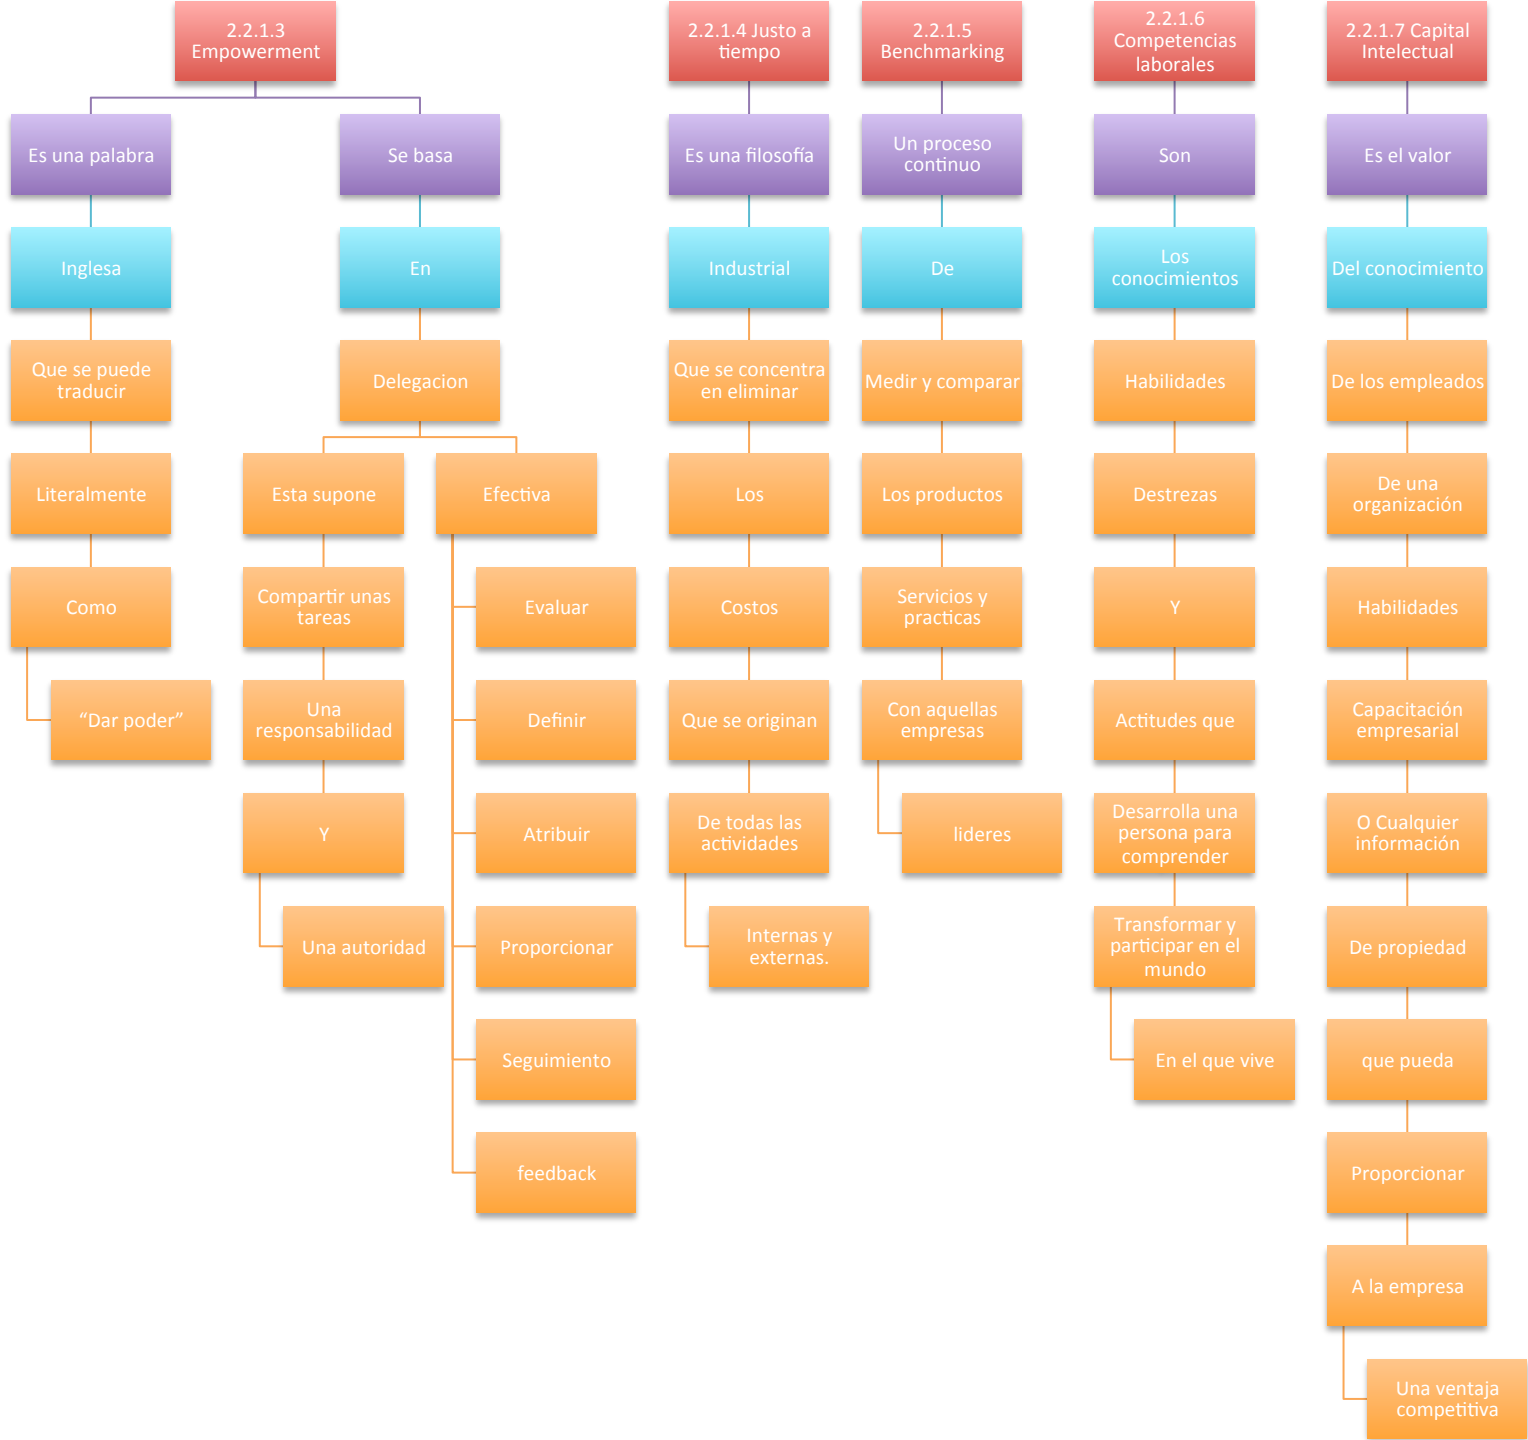 2.2.1.3
Empowerment
Es una palabra
Inglesa
Que se puede
traducir
Literalmente
Como
“Dar poder”
Se basa
En
Delegacion
Esta supone
Compartir unas
tareas
Una
responsabilidad
Y
Una autoridad
Efectiva
Evaluar
Definir
Atribuir
Proporcionar
Seguimiento
feedback
2.2.1.4 Justo a
tiempo
Es una filosofía
Industrial
Que se concentra
en eliminar
Los
Costos
Que se originan
De todas las
actividades
Internas y
externas.
2.2.1.5
Benchmarking
Un proceso
continuo
De
Medir y comparar
Los productos
Servicios y
practicas
Con aquellas
empresas
lideres
2.2.1.6
Competencias
laborales
Son
Los
conocimientos
Habilidades
Destrezas
Y
Actitudes que
Desarrolla una
persona para
comprender
Transformar y
participar en el
mundo
En el que vive
2.2.1.7 Capital
Intelectual
Es el valor
Del conocimiento
De los empleados
De una
organización
Habilidades
Capacitación
empresarial
O Cualquier
información
De propiedad
que pueda
Proporcionar
A la empresa
Una ventaja
competitiva